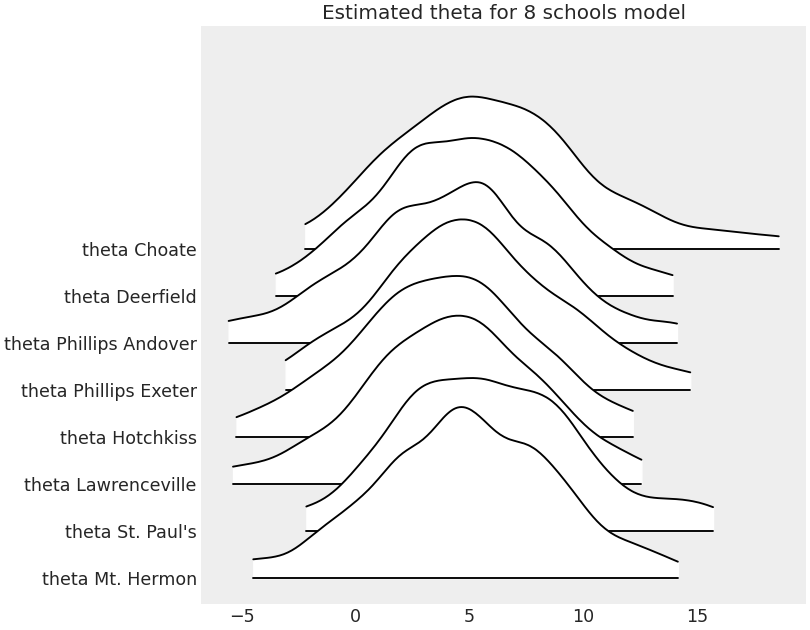 Estimated theta for 8 schools model
theta Choate
theta Deerfield
theta Phillips Andover
theta Phillips Exeter
theta Hotchkiss
theta Lawrenceville
theta St. Paul's
theta Mt. Hermon
−5 0 5 10 15